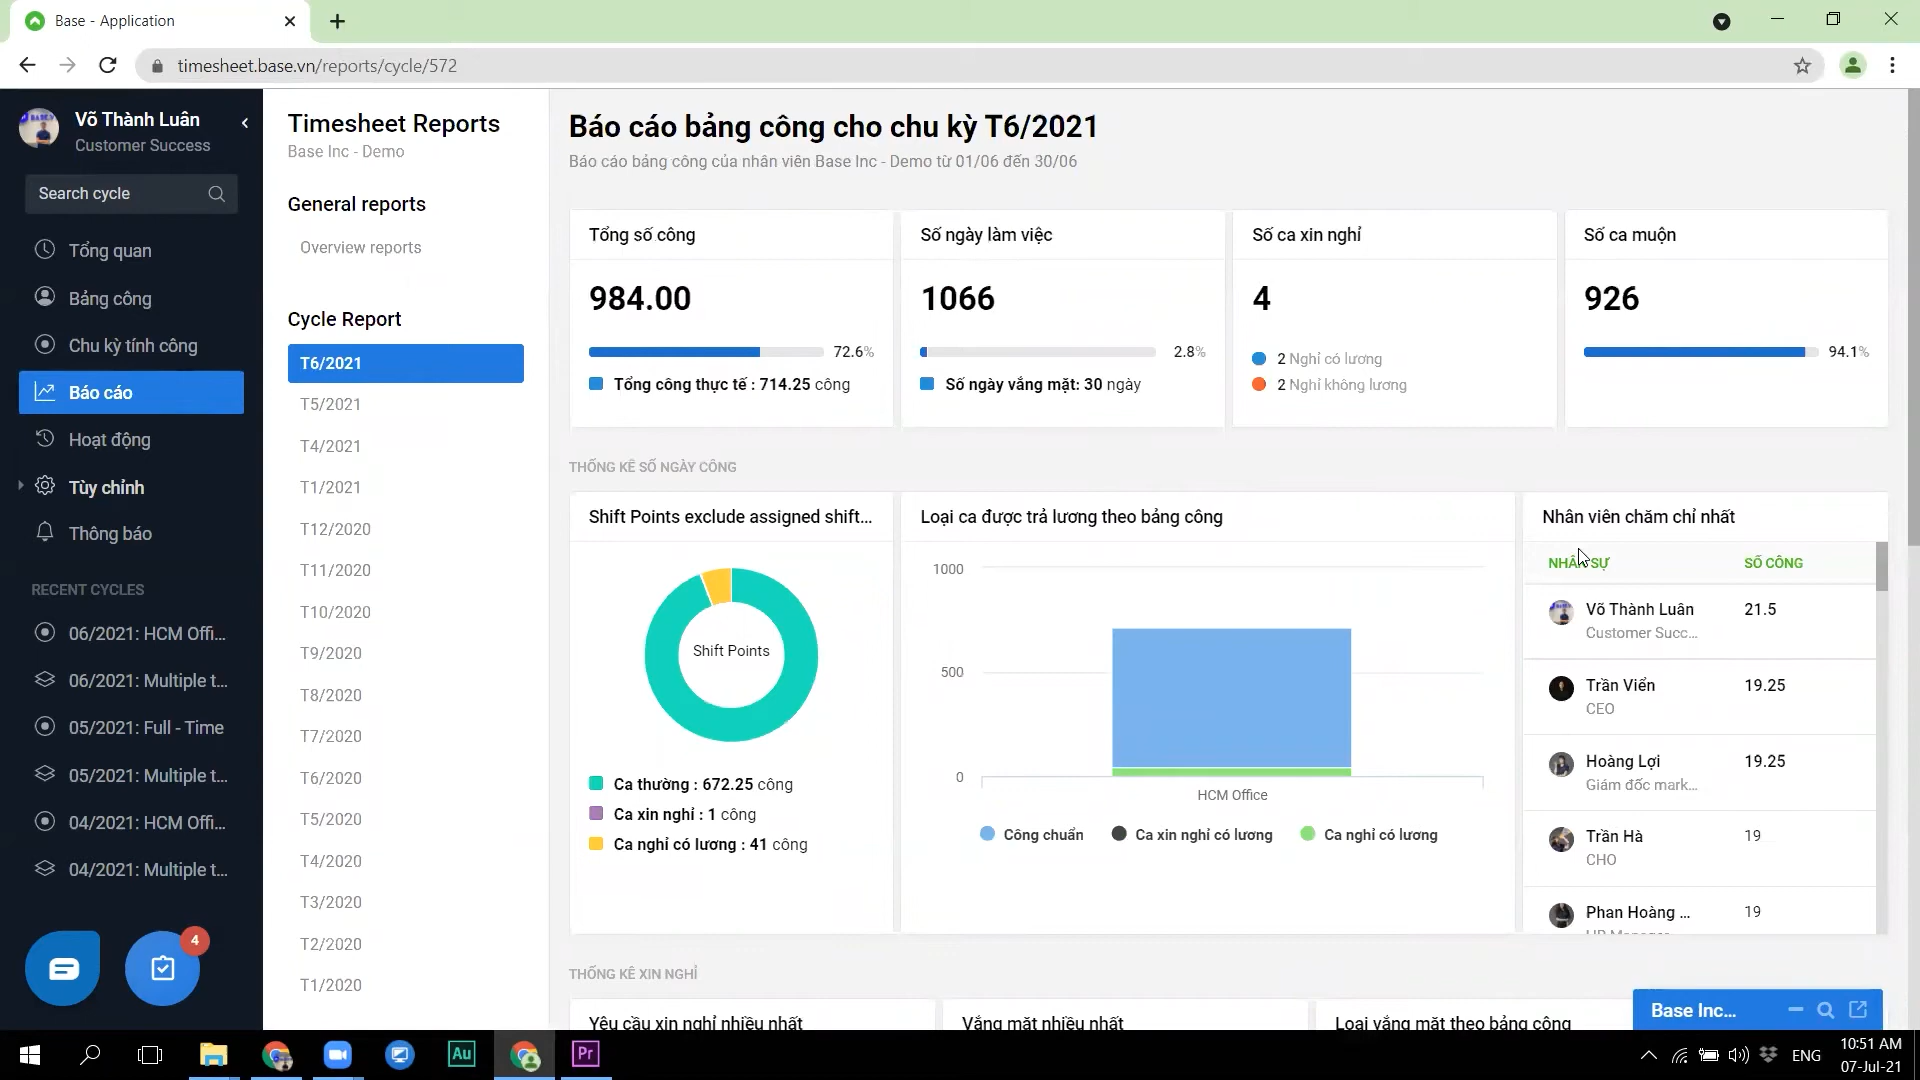 Base - Application
timesheet.base.vn/reports/cycle/572
Võ Thành Luân
Customer Success
Search cycle
Tổng quan
Bảng công
Chu kỳ tính công
Báo cáo
Hoạt động
Tùy chỉnh
Thông báo
RECENT CYCLES
06/2021: HCM Offi...
06/2021: Multiple t...
05/2021: Full - Time
05/2021: Multiple t...
04/2021: HCM Offi...
04/2021: Multiple t...
4
Timesheet Reports
Base Inc - Demo
General reports
Overview reports
Cycle Report
T6/2021
T5/2021
T4/2021
T1/2021
T12/2020
T11/2020
T10/2020
T9/2020
T8/2020
T7/2020
T6/2020
T5/2020
T4/2020
T3/2020
T2/2020
T1/2020
Báo cáo bảng công cho chu kỳ T6/2021
Báo cáo bảng công của nhân viên Base Inc - Demo từ 01/06 đến 30/06
Tổng số công
984.00
72.6%
Tổng công thực tế : 714.25 công
Số ngày làm việc
1066
2.8%
Số ngày vắng mặt: 30 ngày
Số ca xin nghỉ
4
2 Nghỉ có lương
2 Nghỉ không lương
Số ca muộn
926
94.1%
THỐNG KÊ SỐ NGÀY CÔNG
Shift Points exclude assigned shift...
Shift Points
Ca thường : 672.25 công
Ca xin nghỉ : 1 công
Ca nghỉ có lương : 41 công
Loại ca được trả lương theo bảng công
1000
500
0
HCM Office
Công chuẩn
Ca xin nghỉ có lương
Ca nghỉ có lương
Nhân viên chăm chỉ nhất
NHÂN SỰ
SỐ CÔNG
Võ Thành Luân
21.5
Customer Succ...
Trần Viển
19.25
CEO
Hoàng Lợi
19.25
Giám đốc mark...
Trần Hà
19
CHO
Phan Hoàng ...
19
HR Manager
THỐNG KÊ XIN NGHỈ
Yêu cầu xin nghỉ nhiều nhất
Vắng mặt nhiều nhất
Loại vắng mặt theo bảng công
Base Inc...
Au
Pr
ENG
10:51 AM
07-Jul-21